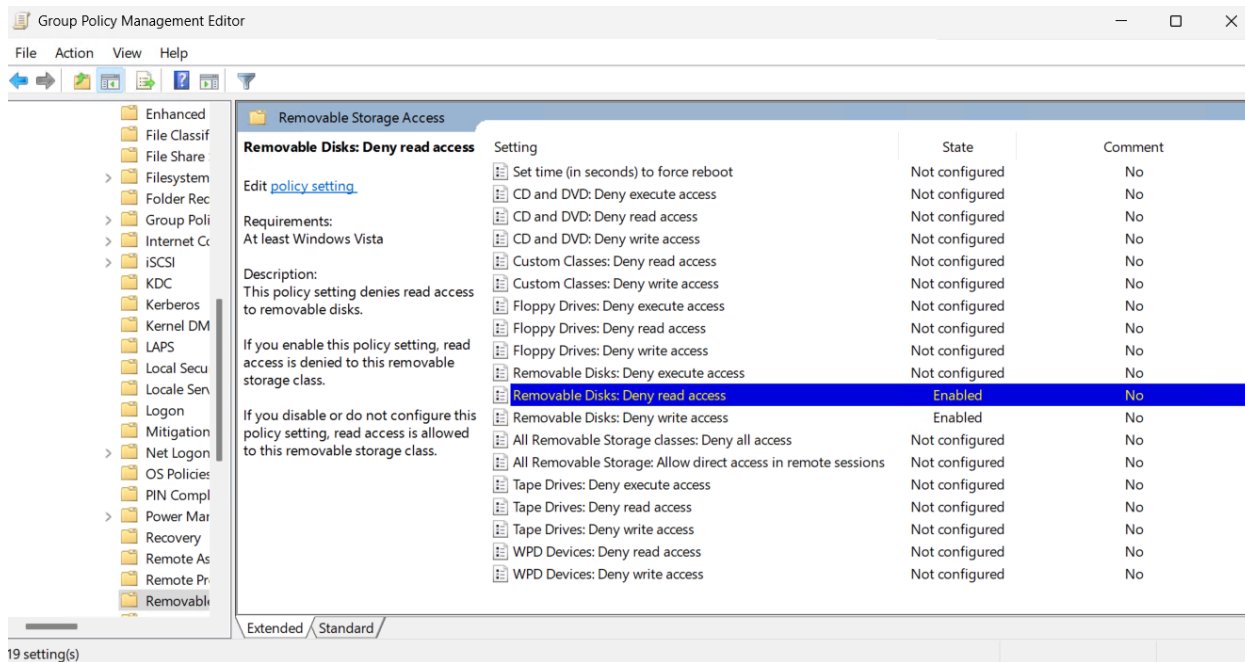 Group Policy Management Editor
File Action View Help
Enhanced
File Classif
File Share
Filesystem
Folder Rec
Group Poli
Internet Co
iSCSI
KDC
Kerberos
Kernel DM
LAPS
Local Secu
Locale Serv
Logon
Mitigation
Net Logon
OS Policies
PIN Compl
Power Mar
Recovery
Remote As
Remote Pr
Removable
Removable Storage Access
Removable Disks: Deny read access
Edit policy setting
Requirements:
At least Windows Vista
Description:
This policy setting denies read access
to removable disks.
If you enable this policy setting, read
access is denied to this removable
storage class.
If you disable or do not configure this
policy setting, read access is allowed
to this removable storage class.
Setting State Comment
Set time (in seconds) to force reboot Not configured No
CD and DVD: Deny execute access Not configured No
CD and DVD: Deny read access Not configured No
CD and DVD: Deny write access Not configured No
Custom Classes: Deny read access Not configured No
Custom Classes: Deny write access Not configured No
Floppy Drives: Deny execute access Not configured No
Floppy Drives: Deny read access Not configured No
Floppy Drives: Deny write access Not configured No
Removable Disks: Deny execute access Not configured No
Removable Disks: Deny read access Enabled No
Removable Disks: Deny write access Enabled No
All Removable Storage classes: Deny all access Not configured No
All Removable Storage: Allow direct access in remote sessions Not configured No
Tape Drives: Deny execute access Not configured No
Tape Drives: Deny read access Not configured No
Tape Drives: Deny write access Not configured No
WPD Devices: Deny read access Not configured No
WPD Devices: Deny write access Not configured No
Extended Standard
19 setting(s)